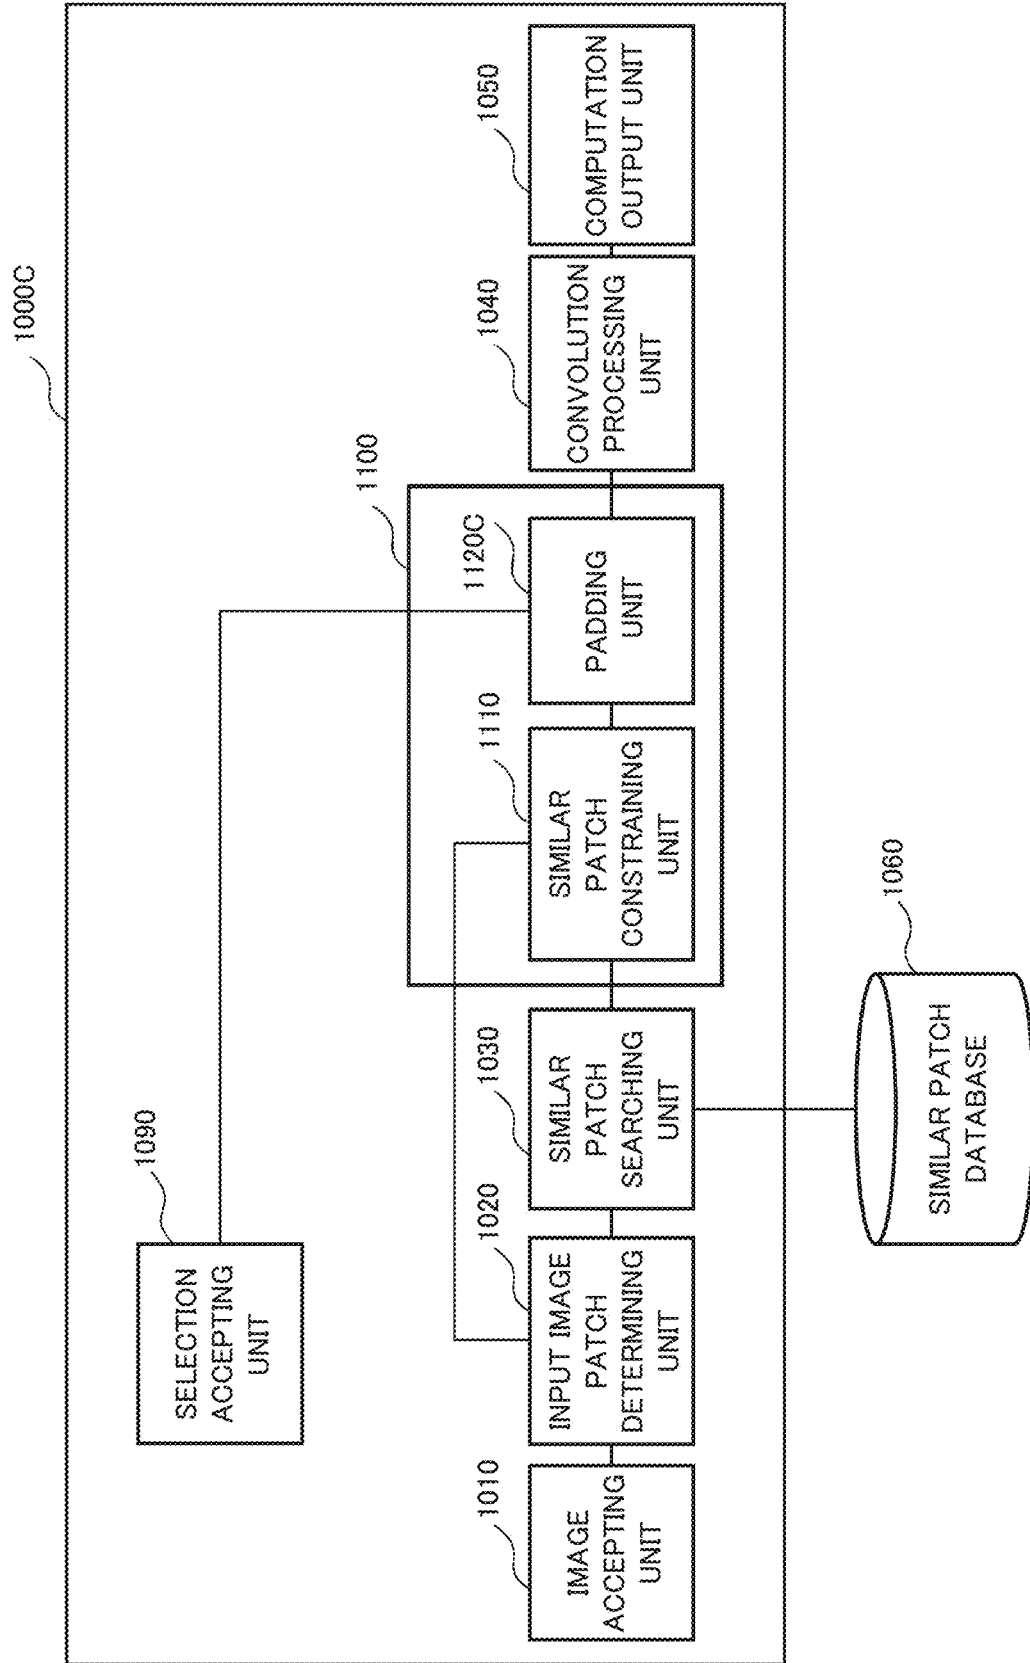 1000C
1090
SELECTION
ACCEPTING
UNIT
1100
1010
IMAGE
ACCEPTING
UNIT
1020
INPUT IMAGE
PATCH
DETERMINING
UNIT
1030
SIMILAR
PATCH
SEARCHING
UNIT
1110
SIMILAR
PATCH
CONSTRAINING
UNIT
1120C
PADDING
UNIT
1040
CONVOLUTION
PROCESSING
UNIT
1050
COMPUTATION
OUTPUT UNIT
1060
SIMILAR PATCH
DATABASE